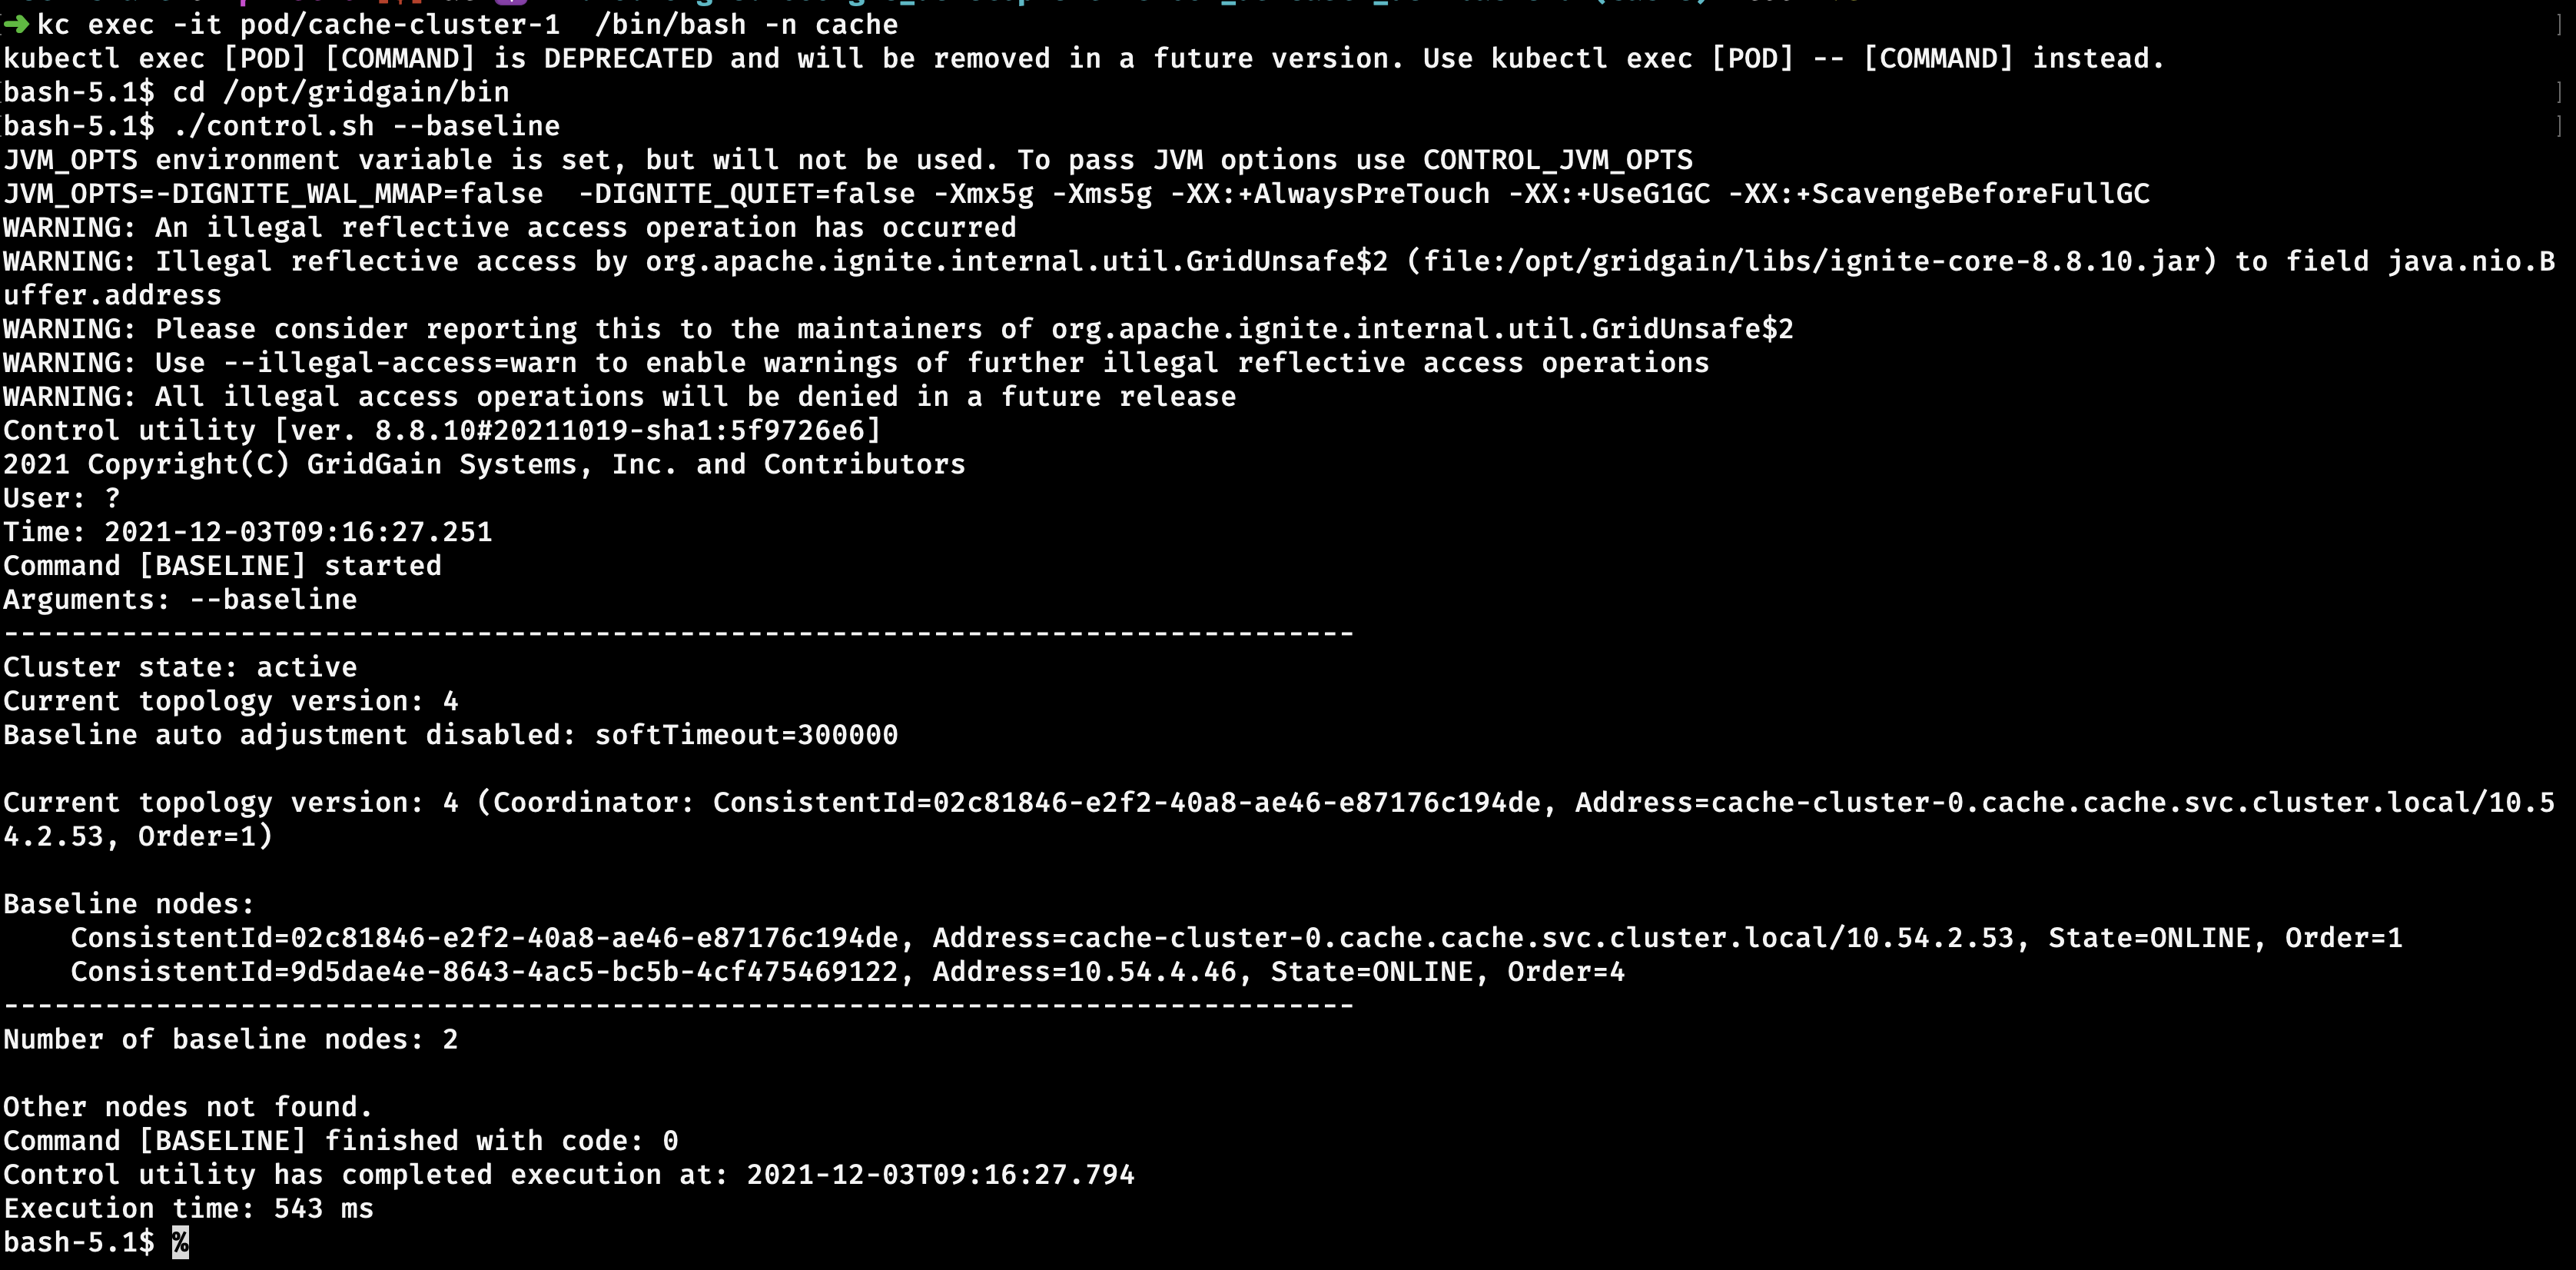 ➜ kc exec -it pod/cache-cluster-1  /bin/bash -n cache
kubectl exec [POD] [COMMAND] is DEPRECATED and will be removed in a future version. Use kubectl exec [POD] -- [COMMAND] instead.
bash-5.1$ cd /opt/gridgain/bin
bash-5.1$ ./control.sh --baseline
JVM_OPTS environment variable is set, but will not be used. To pass JVM options use CONTROL_JVM_OPTS
JVM_OPTS=-DIGNITE_WAL_MMAP=false  -DIGNITE_QUIET=false -Xmx5g -Xms5g -XX:+AlwaysPreTouch -XX:+UseG1GC -XX:+ScavengeBeforeFullGC
WARNING: An illegal reflective access operation has occurred
WARNING: Illegal reflective access by org.apache.ignite.internal.util.GridUnsafe$2 (file:/opt/gridgain/libs/ignite-core-8.8.10.jar) to field java.nio.B
uffer.address
WARNING: Please consider reporting this to the maintainers of org.apache.ignite.internal.util.GridUnsafe$2
WARNING: Use --illegal-access=warn to enable warnings of further illegal reflective access operations
WARNING: All illegal access operations will be denied in a future release
Control utility [ver. 8.8.10#20211019-sha1:5f9726e6]
2021 Copyright(C) GridGain Systems, Inc. and Contributors
User: ?
Time: 2021-12-03T09:16:27.251
Command [BASELINE] started
Arguments: --baseline
--------------------------------------------------------------------------------
Cluster state: active
Current topology version: 4
Baseline auto adjustment disabled: softTimeout=300000
Current topology version: 4 (Coordinator: ConsistentId=02c81846-e2f2-40a8-ae46-e87176c194de, Address=cache-cluster-0.cache.cache.svc.cluster.local/10.5
4.2.53, Order=1)
Baseline nodes:
    ConsistentId=02c81846-e2f2-40a8-ae46-e87176c194de, Address=cache-cluster-0.cache.cache.svc.cluster.local/10.54.2.53, State=ONLINE, Order=1
    ConsistentId=9d5dae4e-8643-4ac5-bc5b-4cf475469122, Address=10.54.4.46, State=ONLINE, Order=4
--------------------------------------------------------------------------------
Number of baseline nodes: 2
Other nodes not found.
Command [BASELINE] finished with code: 0
Control utility has completed execution at: 2021-12-03T09:16:27.794
Execution time: 543 ms
bash-5.1$ %